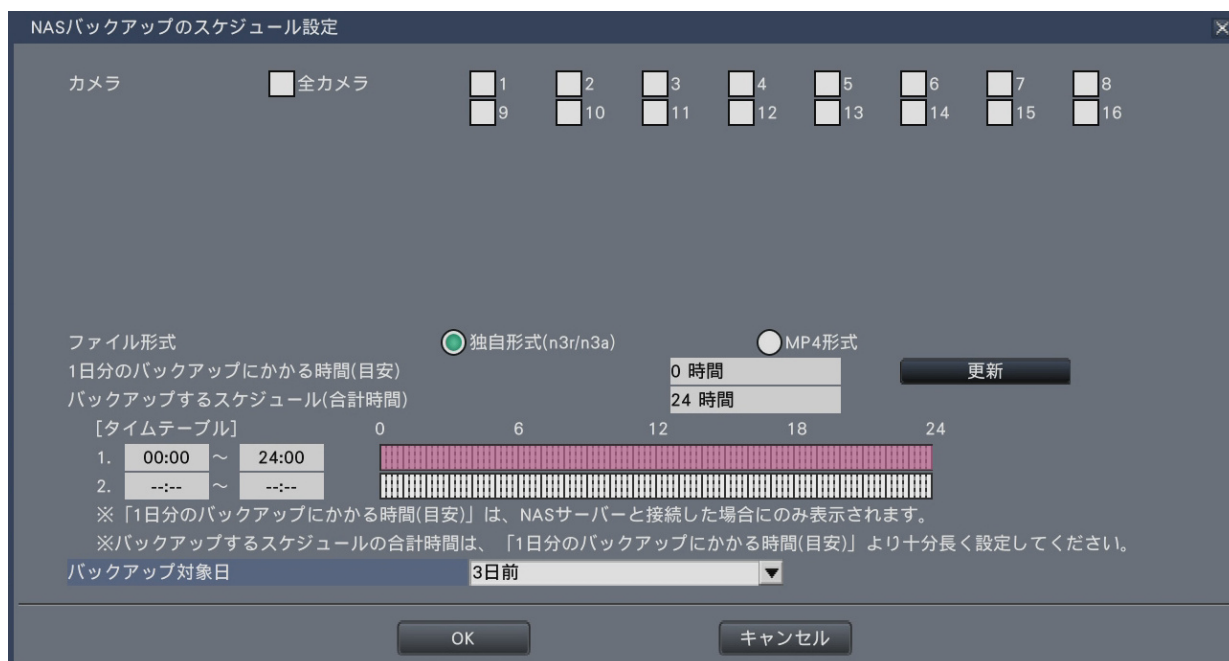 NASバックアップのスケジュール設定
カメラ 全カメラ 1 2 3 4 5 6 7 8
9 10 11 12 13 14 15 16
ファイル形式 独自形式(n3r/n3a) MP4形式
1日分のバックアップにかかる時間(目安) 0 時間 更新
バックアップするスケジュール(合計時間) 24 時間
[タイムテーブル] 0 6 12 18 24
1. 00:00 ～ 24:00
2. --:-- ～ --:--
※「1日分のバックアップにかかる時間(目安)」は、NASサーバーと接続した場合にのみ表示されます。
※バックアップするスケジュールの合計時間は、「1日分のバックアップにかかる時間(目安)」より十分長く設定してください。
バックアップ対象日 3日前
OK キャンセル